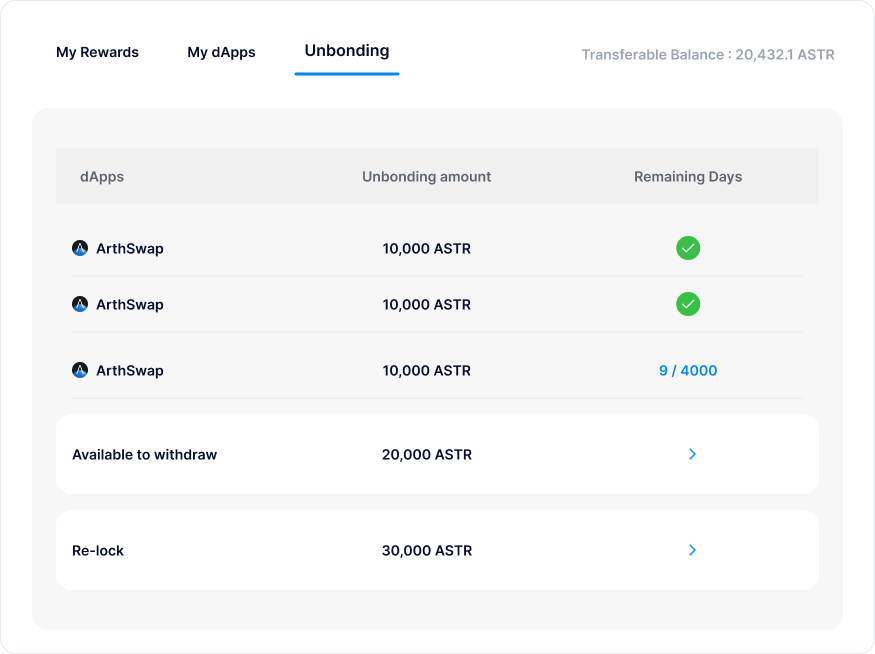 My Rewards My dApps Unbonding Transferable Balance : 20,432.1 ASTR
dApps Unbonding amount Remaining Days
ArthSwap 10,000 ASTR
ArthSwap 10,000 ASTR
ArthSwap 10,000 ASTR 9 / 4000
Available to withdraw 20,000 ASTR
Re-lock 30,000 ASTR